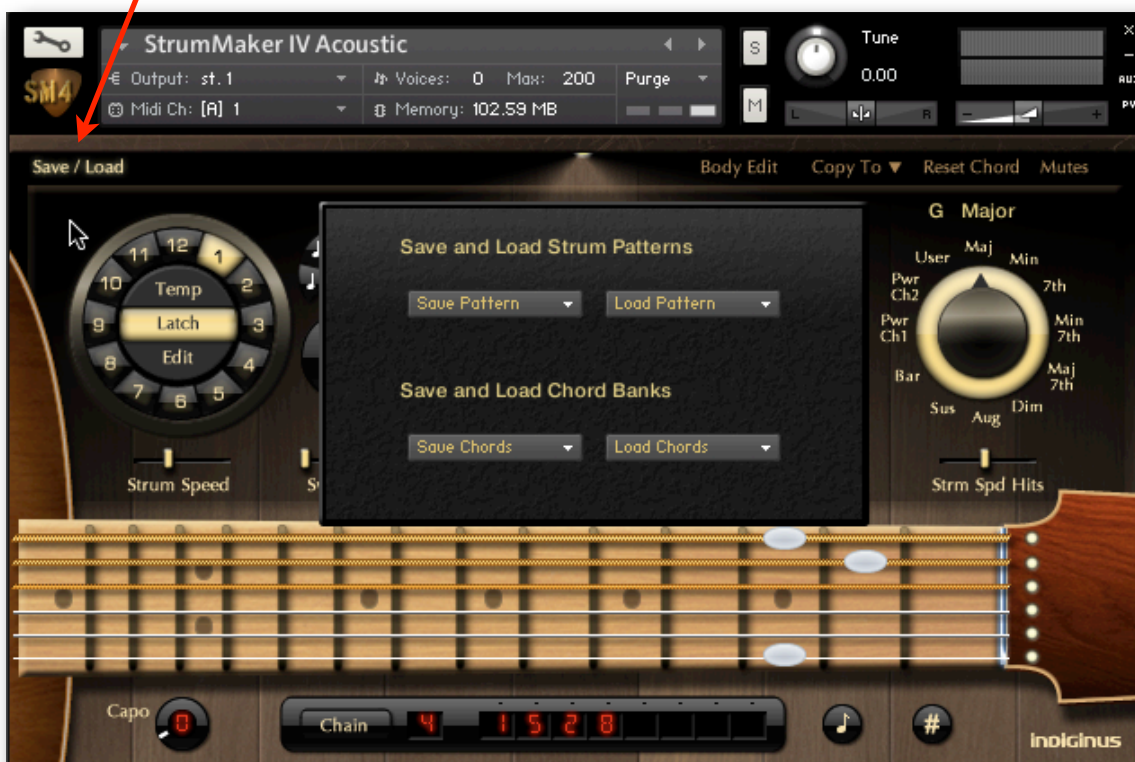 StrumMaker IV Acoustic
S
Tune
0.00
Output: st. 1
Voices: 0 Max: 200
Purge
SM4
Midi Ch: [A] 1
Memory: 102.59 MB
M
L
R
-
+
×
-
AUX
PV
Save / Load
Body Edit
Copy To ▼
Reset Chord
Mutes
12
1
2
3
4
5
6
7
8
9
10
11
Temp
Latch
Edit
Strum Speed
Save and Load Strum Patterns
Save Pattern
Load Pattern
Save and Load Chord Banks
Save Chords
Load Chords
G Major
Maj
Min
7th
Min
7th
Maj
7th
Dim
Aug
Sus
Bar
Pwr
Ch1
Pwr
Ch2
User
Strm Spd Hits
Capo
0
Chain
4
1 5 2 8
#
indiginus